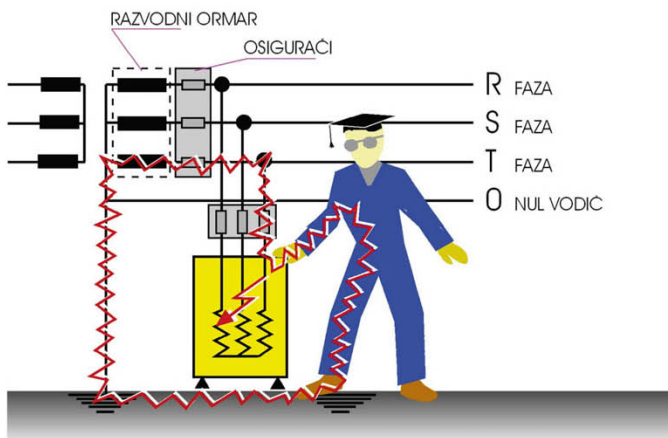 RAZVODNI ORMAR
OSIGURAČI
R FAZA
S FAZA
T FAZA
O NUL VODIČ